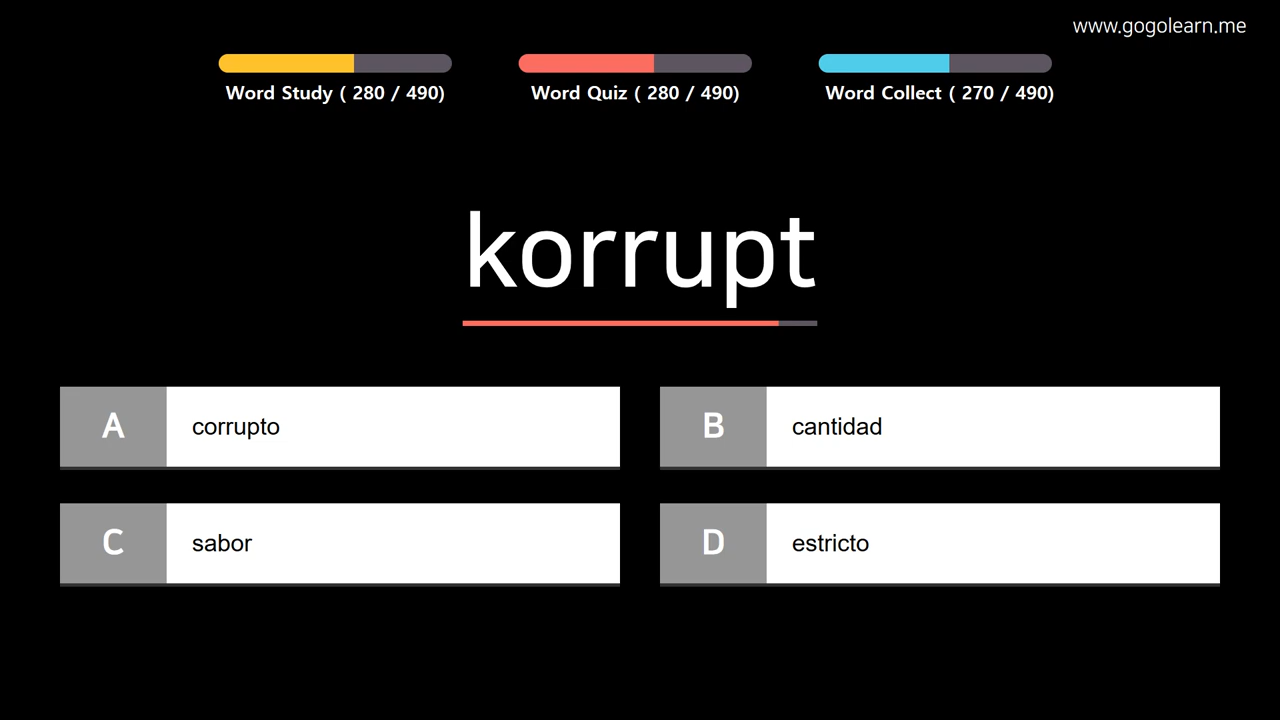 www.gogolearn.me
Word Study ( 280 / 490)
Word Quiz ( 280 / 490)
Word Collect ( 270 / 490)
korrupt
A corrupto
B cantidad
C sabor
D estricto